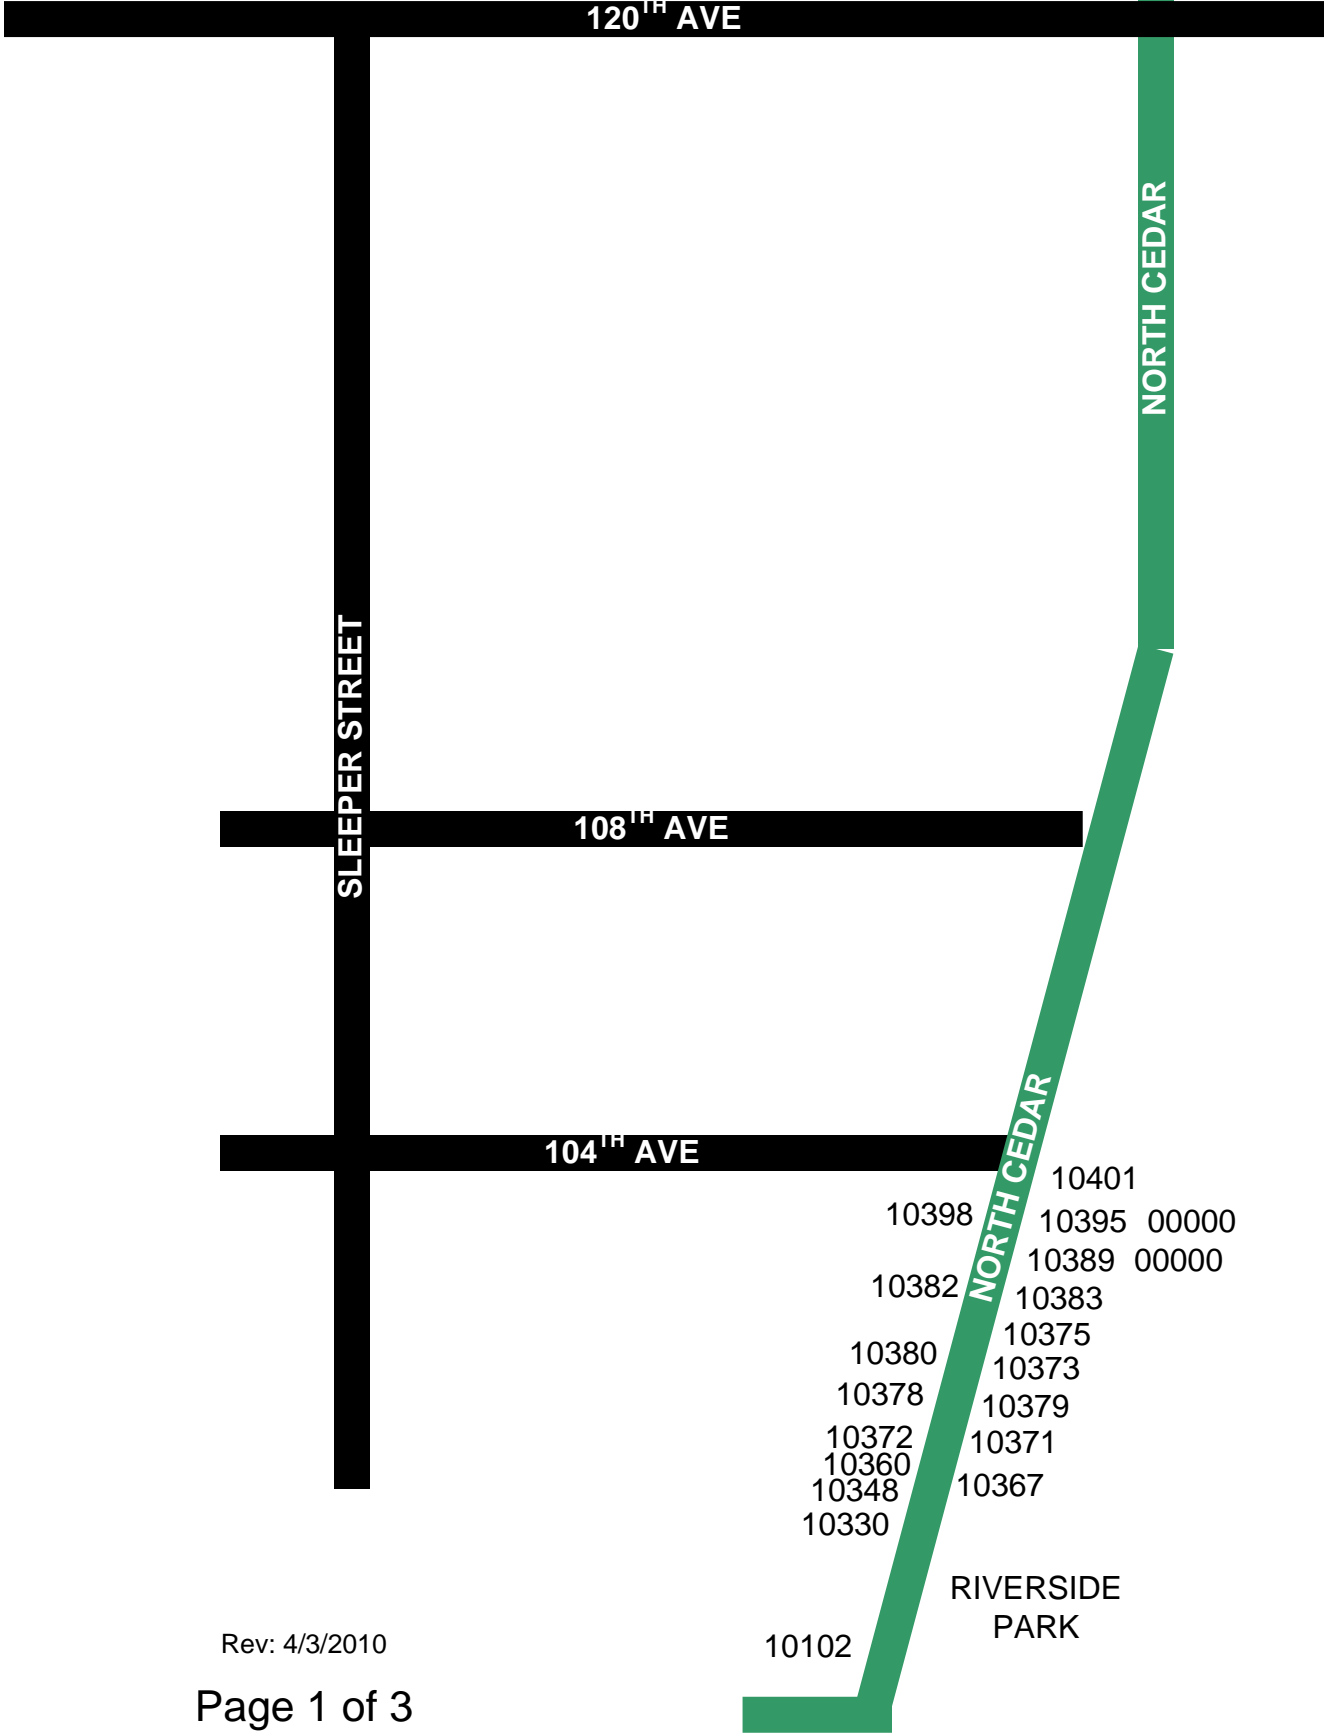 120TH AVE
NORTH CEDAR
SLEEPER STREET
108TH AVE
NORTH CEDAR
104TH AVE
10401
10398
10395 00000
10389 00000
10382
10383
10375
10380
10373
10378
10379
10372
10371
10360
10367
10348
10330
RIVERSIDE
PARK
10102
Rev: 4/3/2010
Page 1 of 3